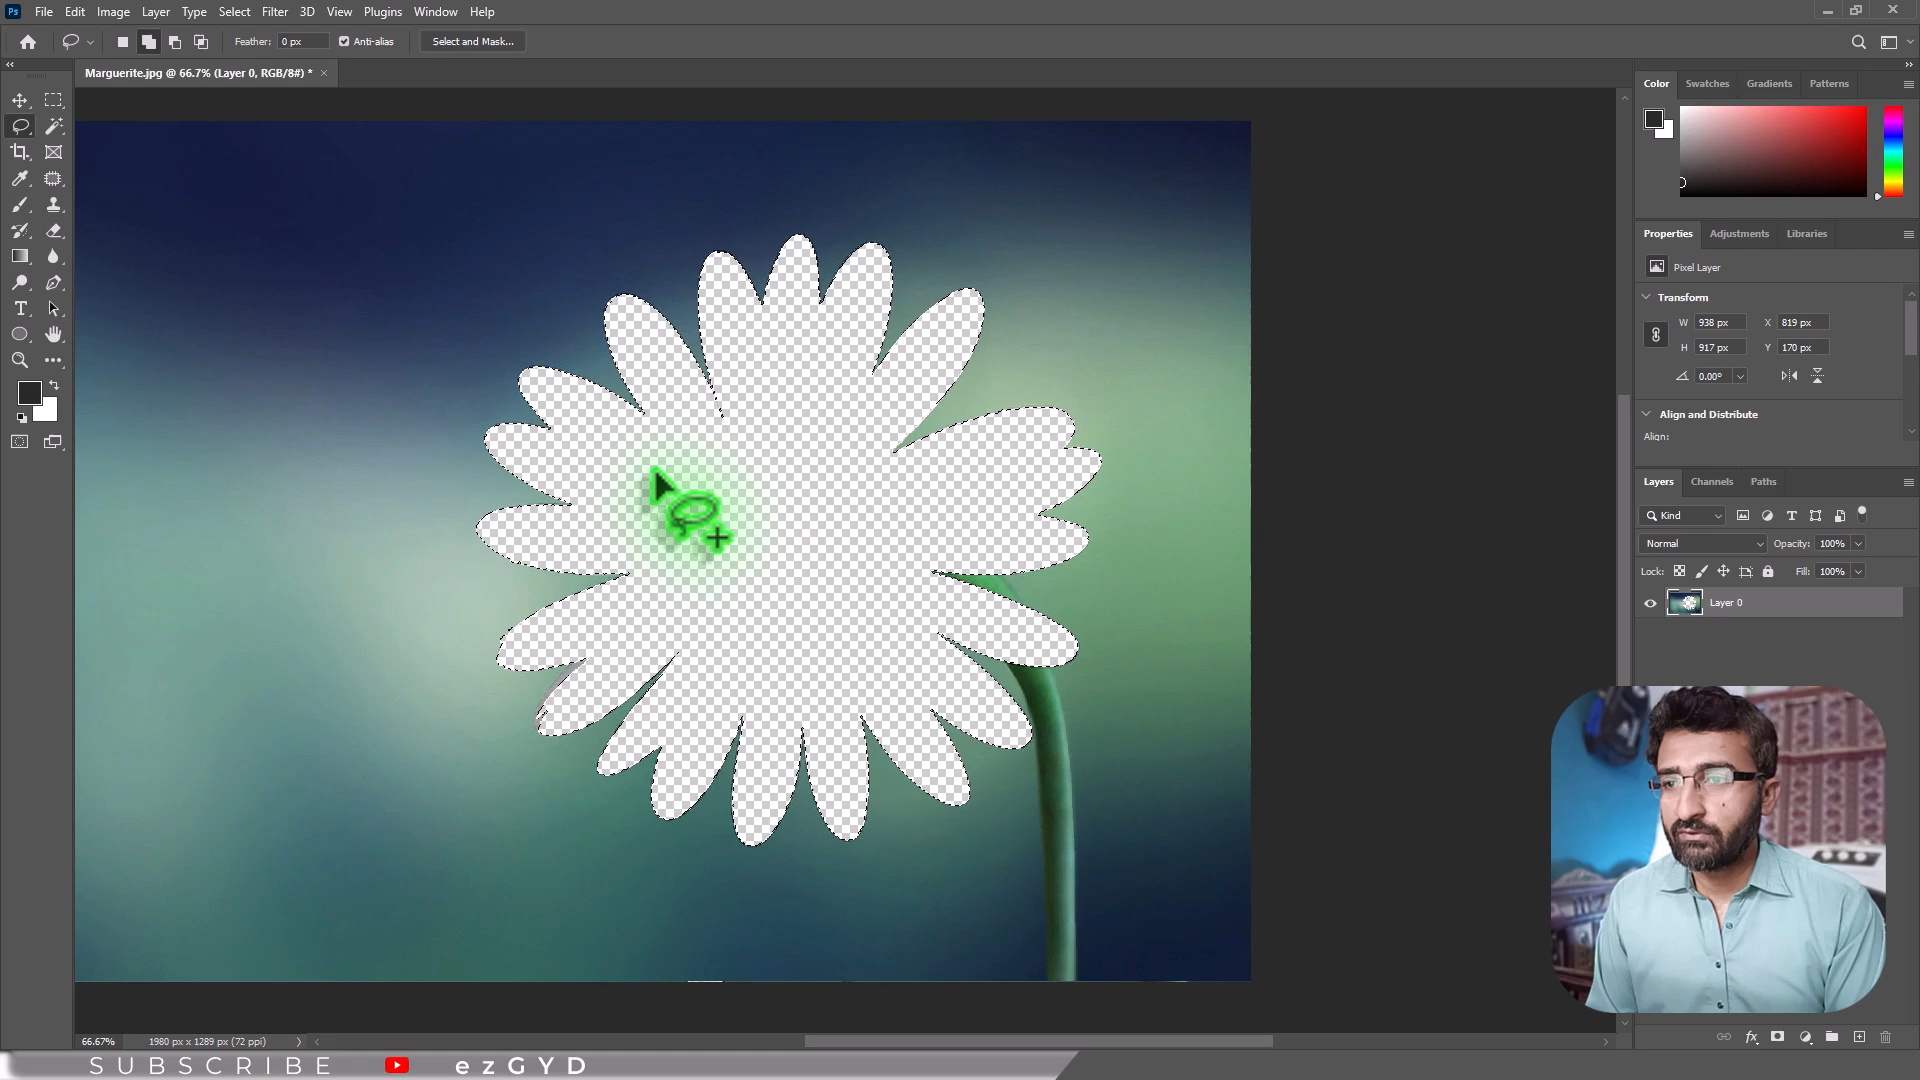 Ps File Edit Image Layer Type Select Filter 3D View Plugins Window Help
Feather: 0 px Anti-alias Select and Mask...
Marguerite.jpg @ 66.7% (Layer 0, RGB/8#) * ×
Color Swatches Gradients Patterns
Properties Adjustments Libraries
Pixel Layer
Transform
W 938 px X 819 px
H 917 px Y 170 px
0.00°
Align and Distribute
Align:
Layers Channels Paths
Kind
Normal Opacity: 100%
Lock: Fill: 100%
Layer 0
fx
66.67% 1980 px x 1289 px (72 ppi)
SUBSCRIBE ezGYD